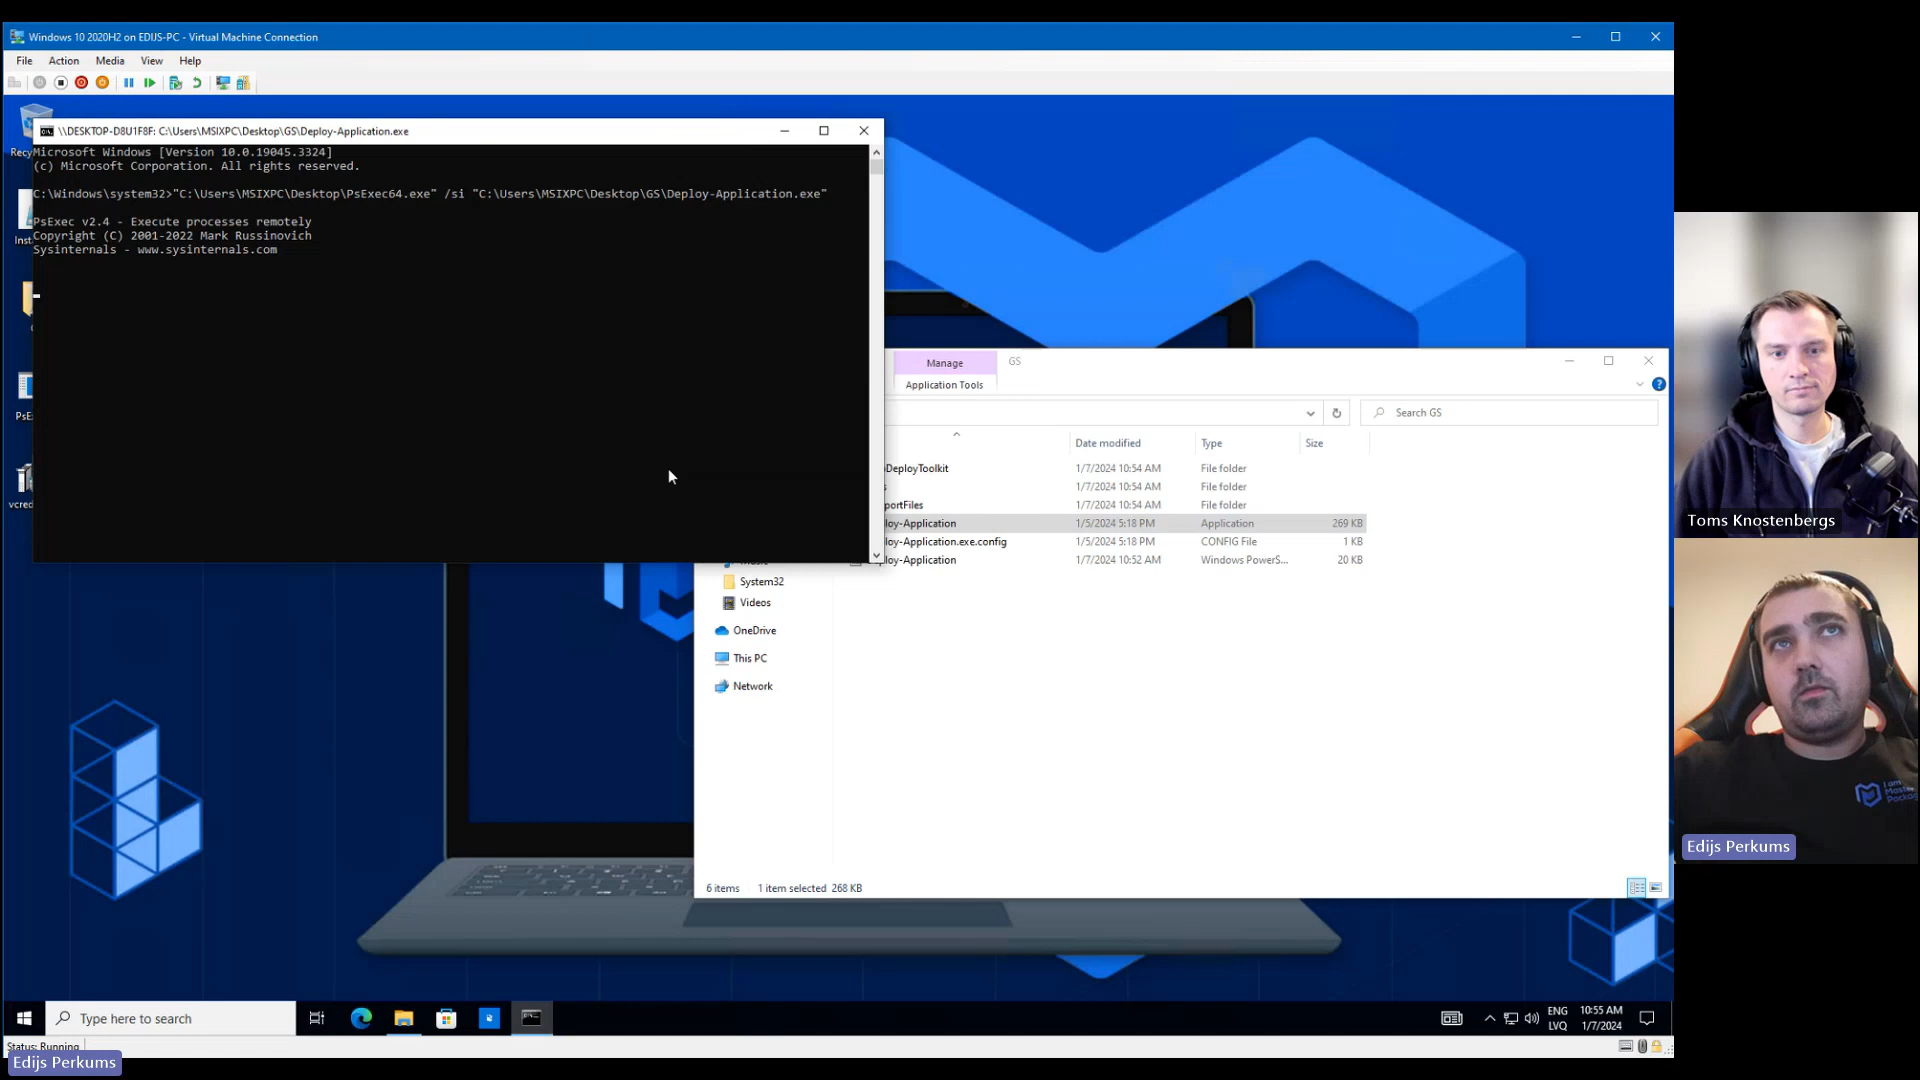 Windows 10 2020H2 on EDIJS-PC - Virtual Machine Connection
File Action Media View Help
\\DESKTOP-D8U1F8F: C:\Users\MSIXPC\Desktop\GS\Deploy-Application.exe
Microsoft Windows [Version 10.0.19045.3324]
(c) Microsoft Corporation. All rights reserved.
C:\Windows\system32>"C:\Users\MSIXPC\Desktop\PsExec64.exe" /si "C:\Users\MSIXPC\Desktop\GS\Deploy-Application.exe"
PsExec v2.4 - Execute processes remotely
Copyright (C) 2001-2022 Mark Russinovich
Sysinternals - www.sysinternals.com
Recy
Inst
PsE
vcred
Manage GS
Application Tools
Search GS
Date modified Type Size
DeployToolkit 1/7/2024 10:54 AM File folder
s 1/7/2024 10:54 AM File folder
portFiles 1/7/2024 10:54 AM File folder
loy-Application 1/5/2024 5:18 PM Application 269 KB
loy-Application.exe.config 1/5/2024 5:18 PM CONFIG File 1 KB
loy-Application 1/7/2024 10:52 AM Windows PowerS... 20 KB
System32
Videos
OneDrive
This PC
Network
6 items 1 item selected 268 KB
Type here to search
ENG
LVQ
10:55 AM
1/7/2024
Status: Running
Edijs Perkums
Toms Knostenbergs
I am
Edijs Perkums